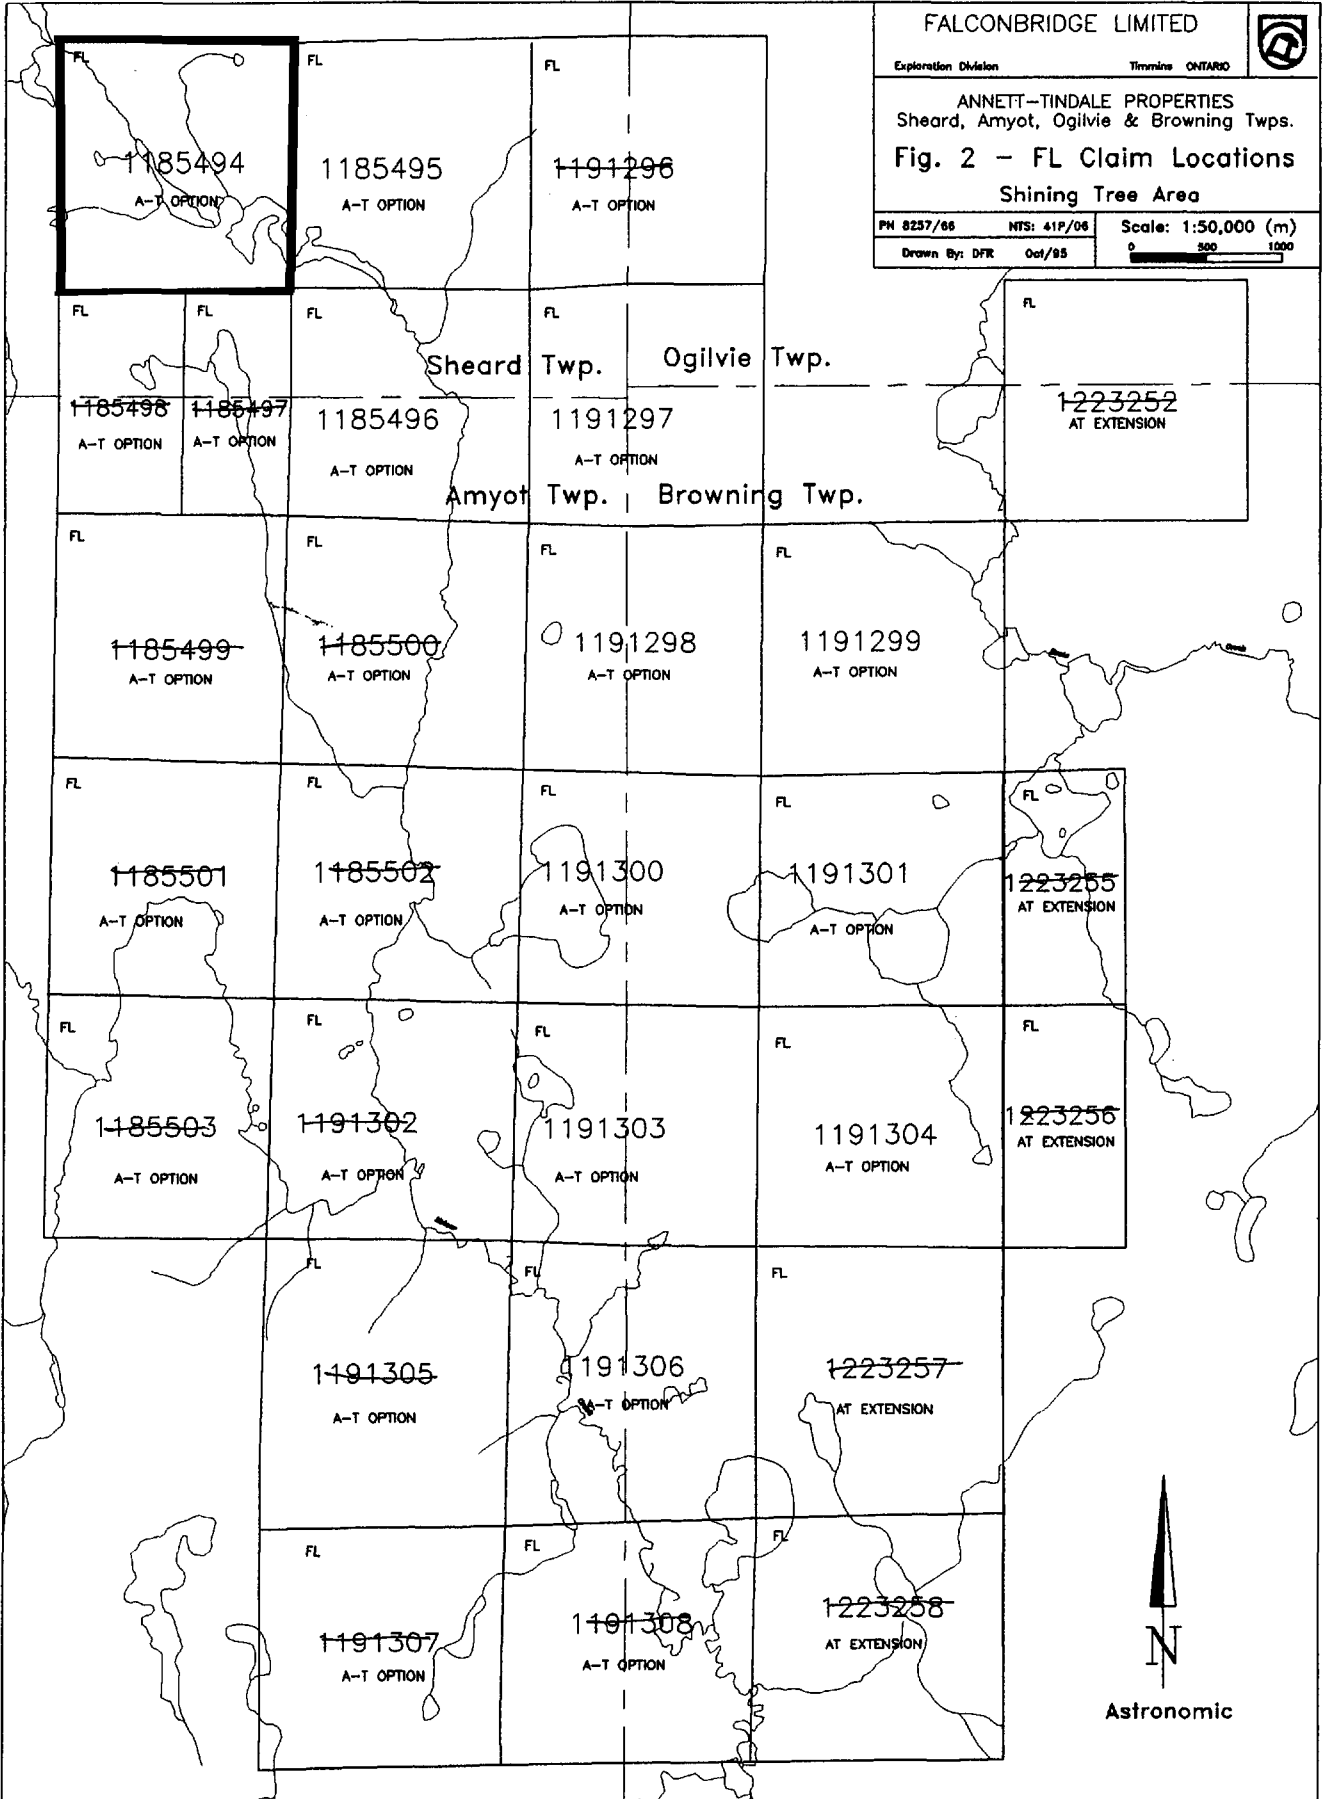 FALCONBRIDGE LIMITED
Exploration Division Timmins ONTARIO
ANNETT-TINDALE PROPERTIES
Sheard, Amyot, Ogilvie & Browning Twps.
Fig. 2 - FL Claim Locations
Shining Tree Area
PN 8257/66 NTS: 41P/06
Drawn By: DFR Oct/95
Scale: 1:50,000 (m)
0 500 1000
FL FL FL
1185494 1185495 1191296
A-T OPTION A-T OPTION A-T OPTION
FL FL FL FL FL
Sheard Twp. Ogilvie Twp.
1185498 1185497 1185496 1191297 1223252
A-T OPTION A-T OPTION A-T OPTION A-T OPTION AT EXTENSION
Amyot Twp. Browning Twp.
FL FL FL FL
1185499 1185500 1191298 1191299
A-T OPTION A-T OPTION A-T OPTION A-T OPTION
Creek
FL FL FL FL FL
1185501 1185502 1191300 1191301 1223255
A-T OPTION A-T OPTION A-T OPTION A-T OPTION AT EXTENSION
FL FL FL FL FL
1185503 1191302 1191303 1191304 1223256
A-T OPTION A-T OPTION A-T OPTION A-T OPTION AT EXTENSION
FL FL FL
1191305 1191306 1223257
A-T OPTION A-T OPTION AT EXTENSION
FL FL FL
1191307 1191308 1223258
A-T OPTION A-T OPTION AT EXTENSION
N
Astronomic